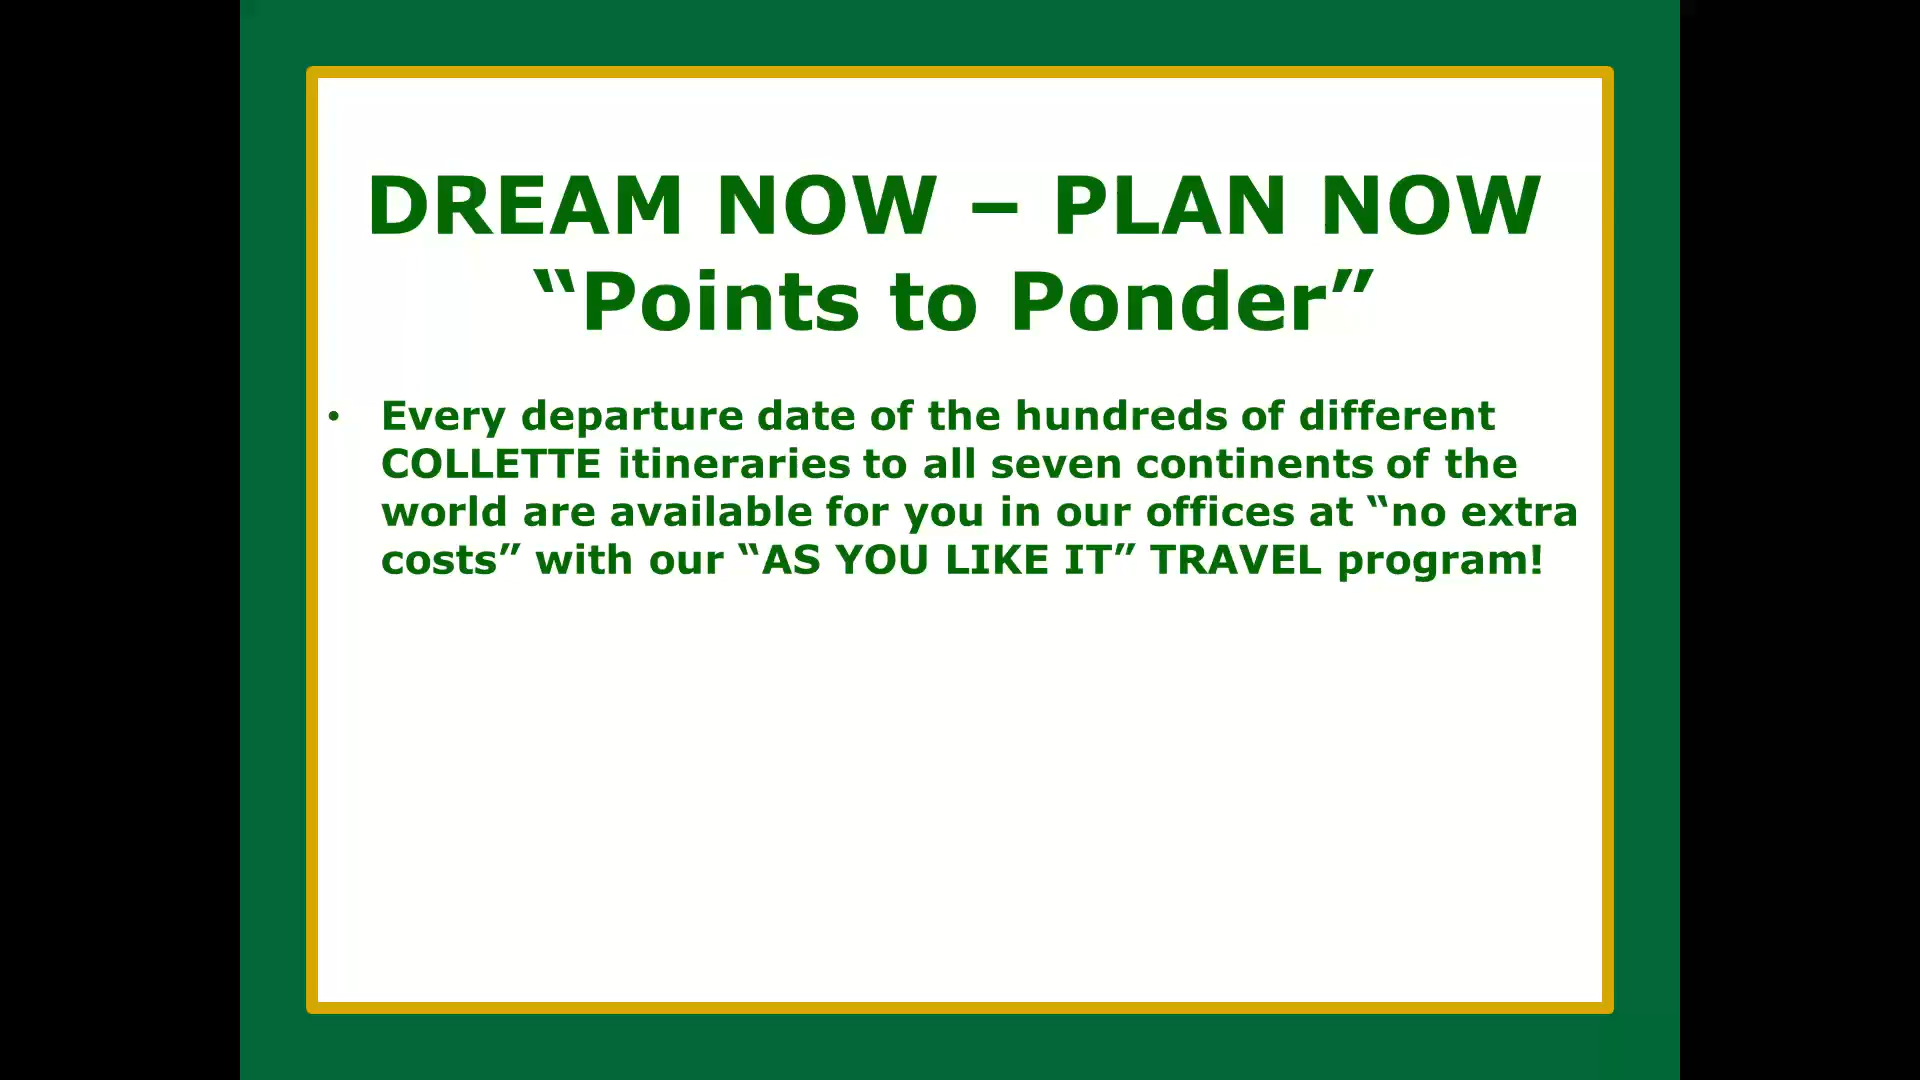 DREAM NOW – PLAN NOW
“Points to Ponder”
• Every departure date of the hundreds of different
COLLETTE itineraries to all seven continents of the
world are available for you in our offices at “no extra
costs” with our “AS YOU LIKE IT” TRAVEL program!